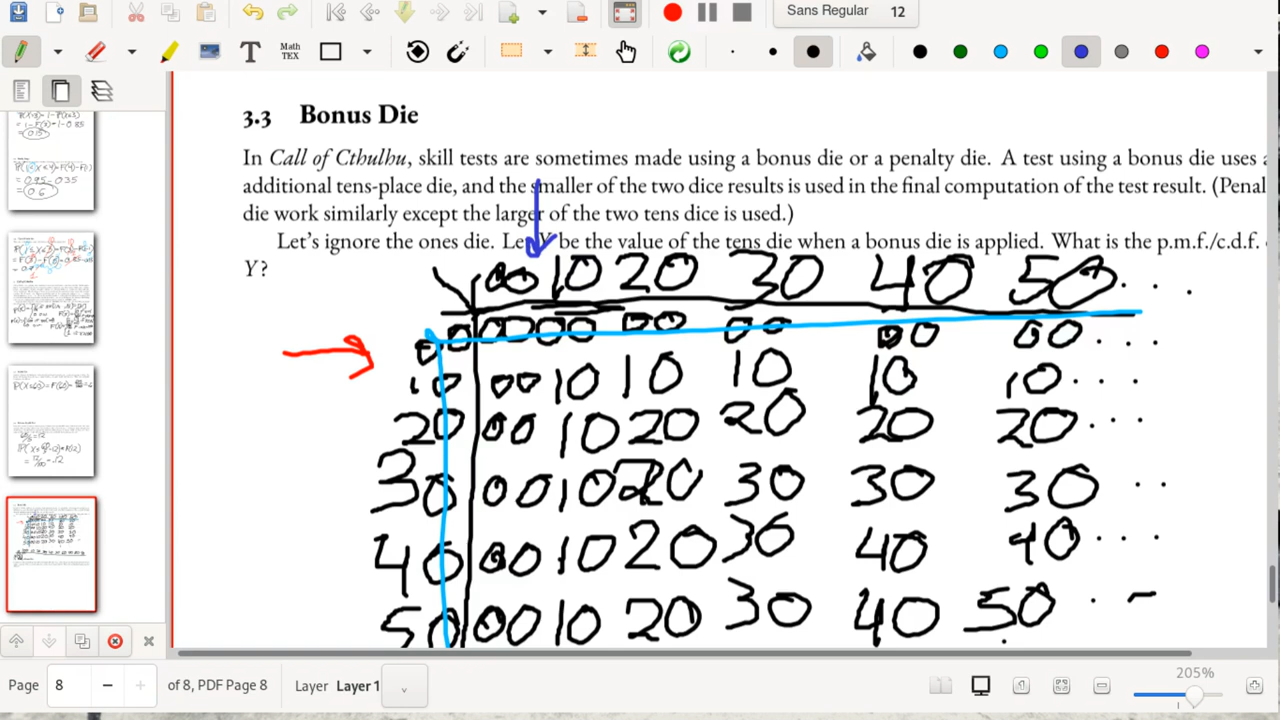 Sans Regular 12
Math
TEX
3.3 Bonus Die
In Call of Cthulhu, skill tests are sometimes made using a bonus die or a penalty die. A test using a bonus die uses a
additional tens-place die, and the smaller of the two dice results is used in the final computation of the test result. (Penal
die work similarly except the larger of the two tens dice is used.)
Let's ignore the ones die. Let Y be the value of the tens die when a bonus die is applied. What is the p.m.f./c.d.f.
Y?
00 10 20 30 40 50 . . .
00 00 00 00 00 00 00 . . .
10 00 10 10 10 10 10 . . .
20 00 10 20 20 20 20 . . .
30 00 10 20 30 30 30 . .
40 00 10 20 30 40 40 . . .
50 00 10 20 30 40 50 . -
Page 8 of 8, PDF Page 8 Layer Layer 1 205%